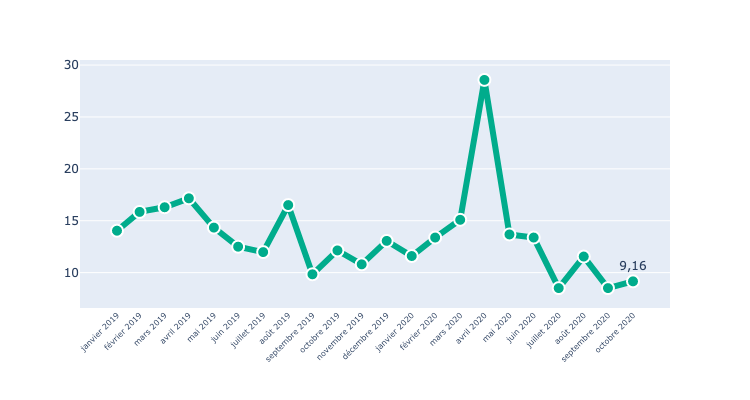 30
25
20
15
10
9,16
janvier 2019
février 2019
mars 2019
avril 2019
mai 2019
juin 2019
juillet 2019
août 2019
septembre 2019
octobre 2019
novembre 2019
décembre 2019
janvier 2020
février 2020
mars 2020
avril 2020
mai 2020
juin 2020
juillet 2020
août 2020
septembre 2020
octobre 2020